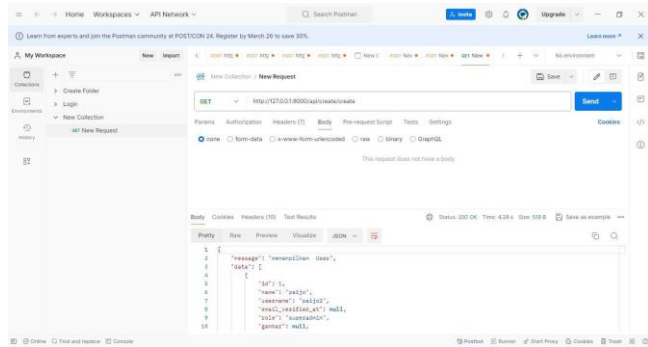 Home Workspaces API Network
Search Postman
Invite
Upgrade
Learn from experts and join the Postman community at POST/CON 24. Register by March 26 to save 30%.
Learn more
My Workspace
New Import
No environment
Collections
Environments
History
Create Folder
Login
New Collection
GET New Request
New Collection / New Request
Save
GET
http://127.0.0.1:8000/api/create/create
Send
Params Authorization Headers (7) Body Pre-request Script Tests Settings
Cookies
none form-data x-www-form-urlencoded raw binary GraphQL
This request does not have a body
Body Cookies Headers (10) Test Results
Status: 200 OK Time: 4.28 s Size: 559 B Save as example
Pretty Raw Preview Visualize JSON
1 {
2 "message": "menampilkan User",
3 "data": [
4 {
5 "id": 1,
6 "name": "paijo",
7 "username": "paijo2",
8 "email_verified_at": null,
9 "role": "superadmin",
10 "gambar": null,
Online Find and replace Console
Postbot Runner Start Proxy Cookies Trash